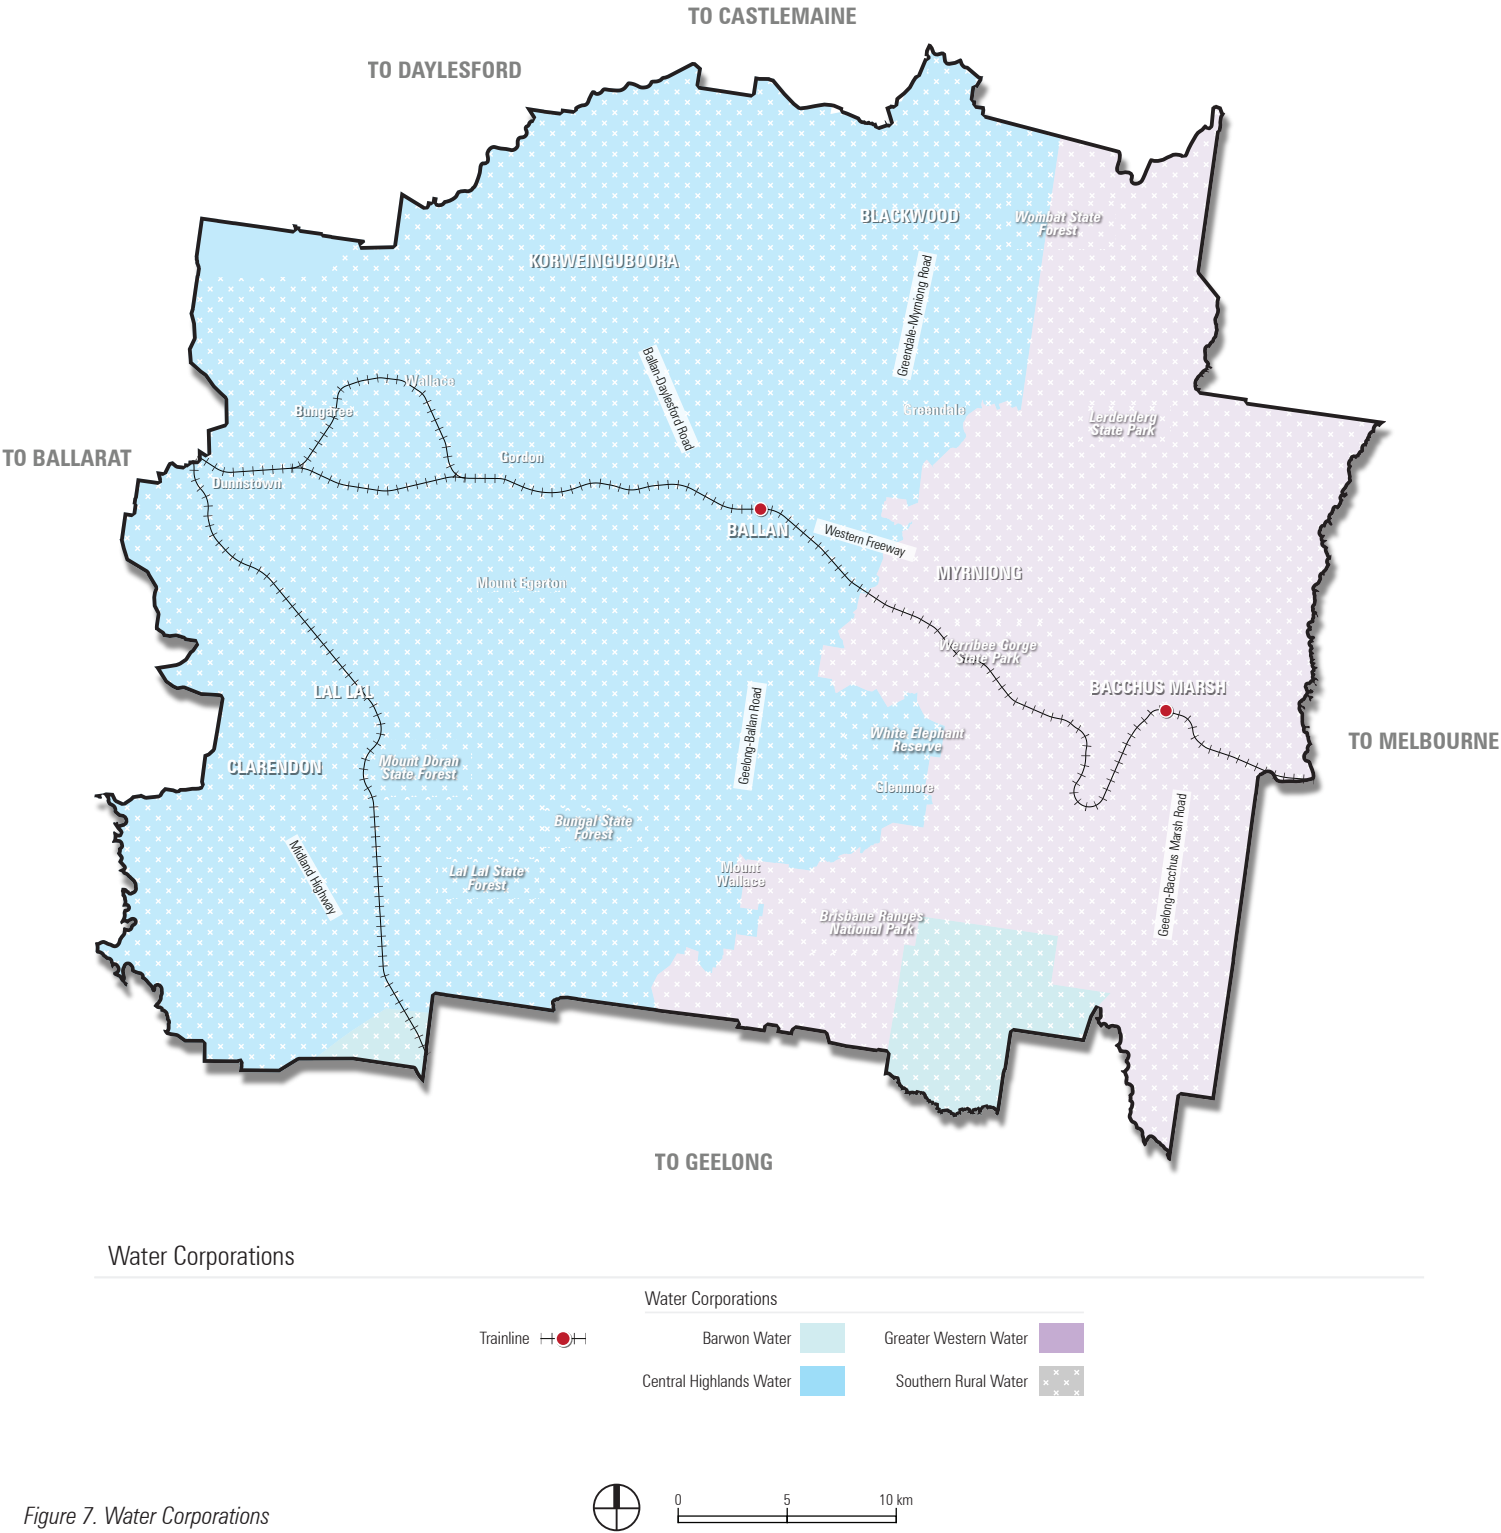 TO CASTLEMAINE
TO DAYLESFORD
BLACKWOOD
Wombat State
Forest
KORWEINGUBOORA
Greendale-Myrniong Road
Ballan-Daylesford Road
Wallace
Bungaree
Greendale
Lerderderg
State Park
TO BALLARAT
Gordon
Dunnstown
BALLAN
Western Freeway
MYRNIONG
Mount Egerton
Werribee Gorge
State Park
LAL LAL
BACCHUS MARSH
Geelong-Ballan Road
White Elephant
Reserve
TO MELBOURNE
CLARENDON
Mount Dorah
State Forest
Glenmore
Bungal State
Forest
Geelong-Bacchus Marsh Road
Midland Highway
Lal Lal State
Forest
Mount
Wallace
Brisbane Ranges
National Park
TO GEELONG
Water Corporations
Water Corporations
Trainline
Barwon Water
Greater Western Water
Central Highlands Water
Southern Rural Water
0 5 10 km
Figure 7. Water Corporations